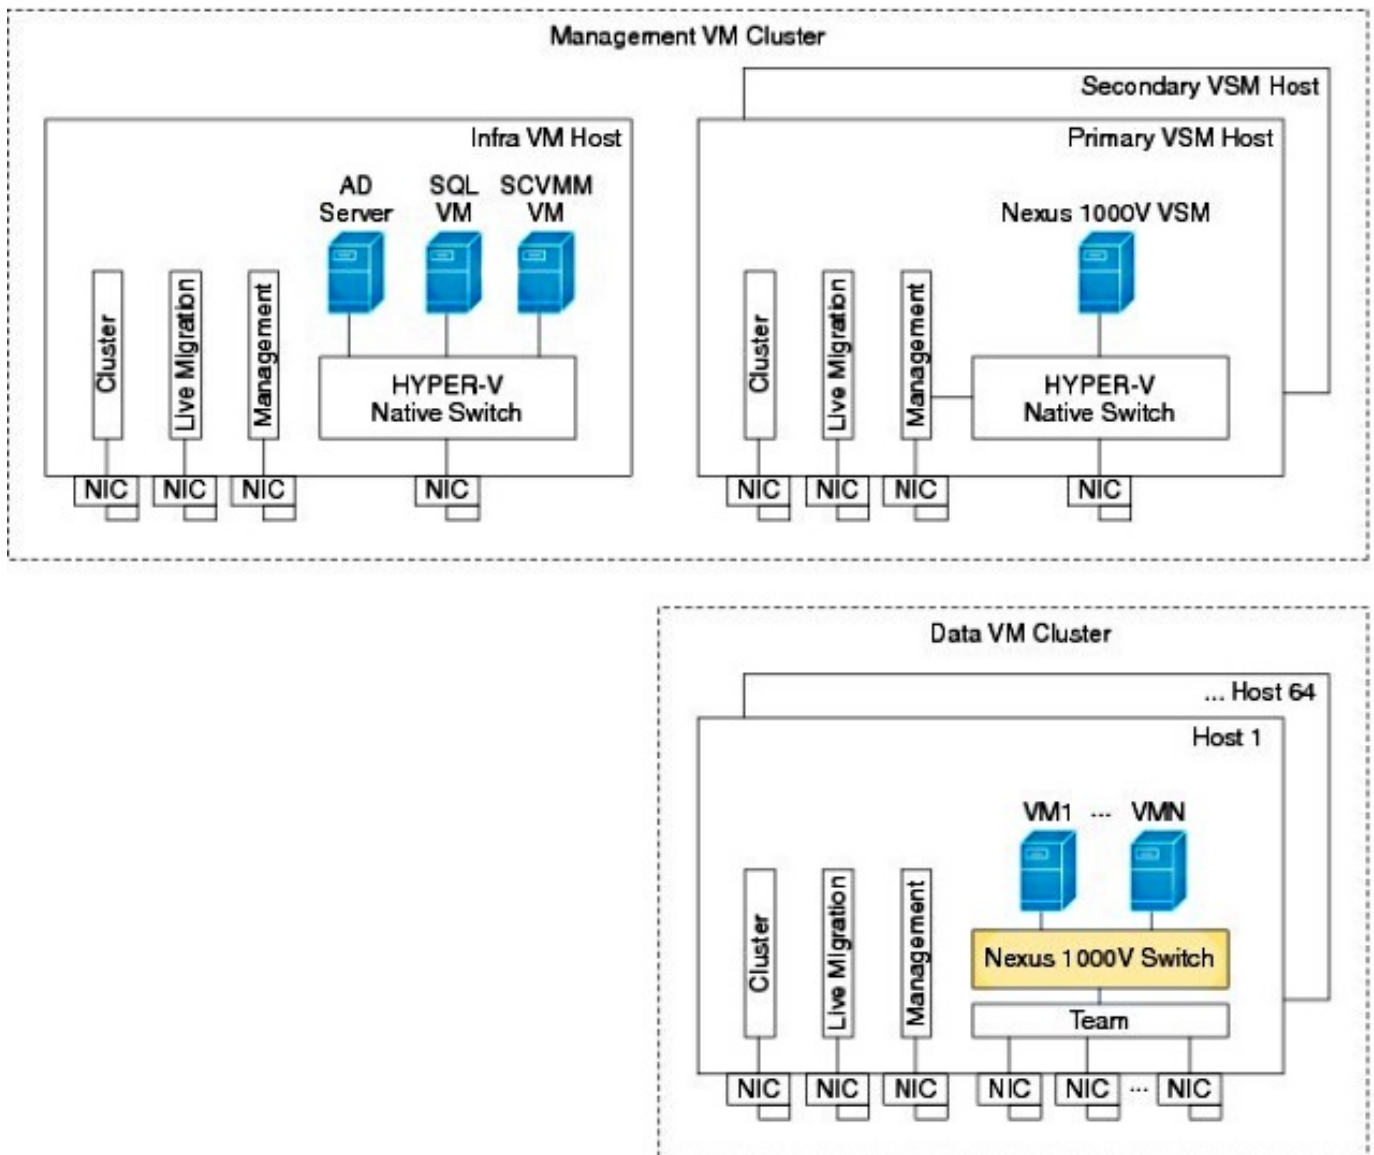 Management VM Cluster
Secondary VSM Host
Infra VM Host
Primary VSM Host
AD
Server
SQL
VM
SCVMM
VM
Nexus 1000V VSM
Cluster
Live Migration
Management
HYPER-V
Native Switch
Cluster
Live Migration
Management
HYPER-V
Native Switch
NIC
NIC
NIC
NIC
NIC
NIC
NIC
NIC
Data VM Cluster
... Host 64
Host 1
VM1 ... VMN
Cluster
Live Migration
Management
Nexus 1000V Switch
Team
NIC
NIC
NIC
NIC
NIC
...
NIC